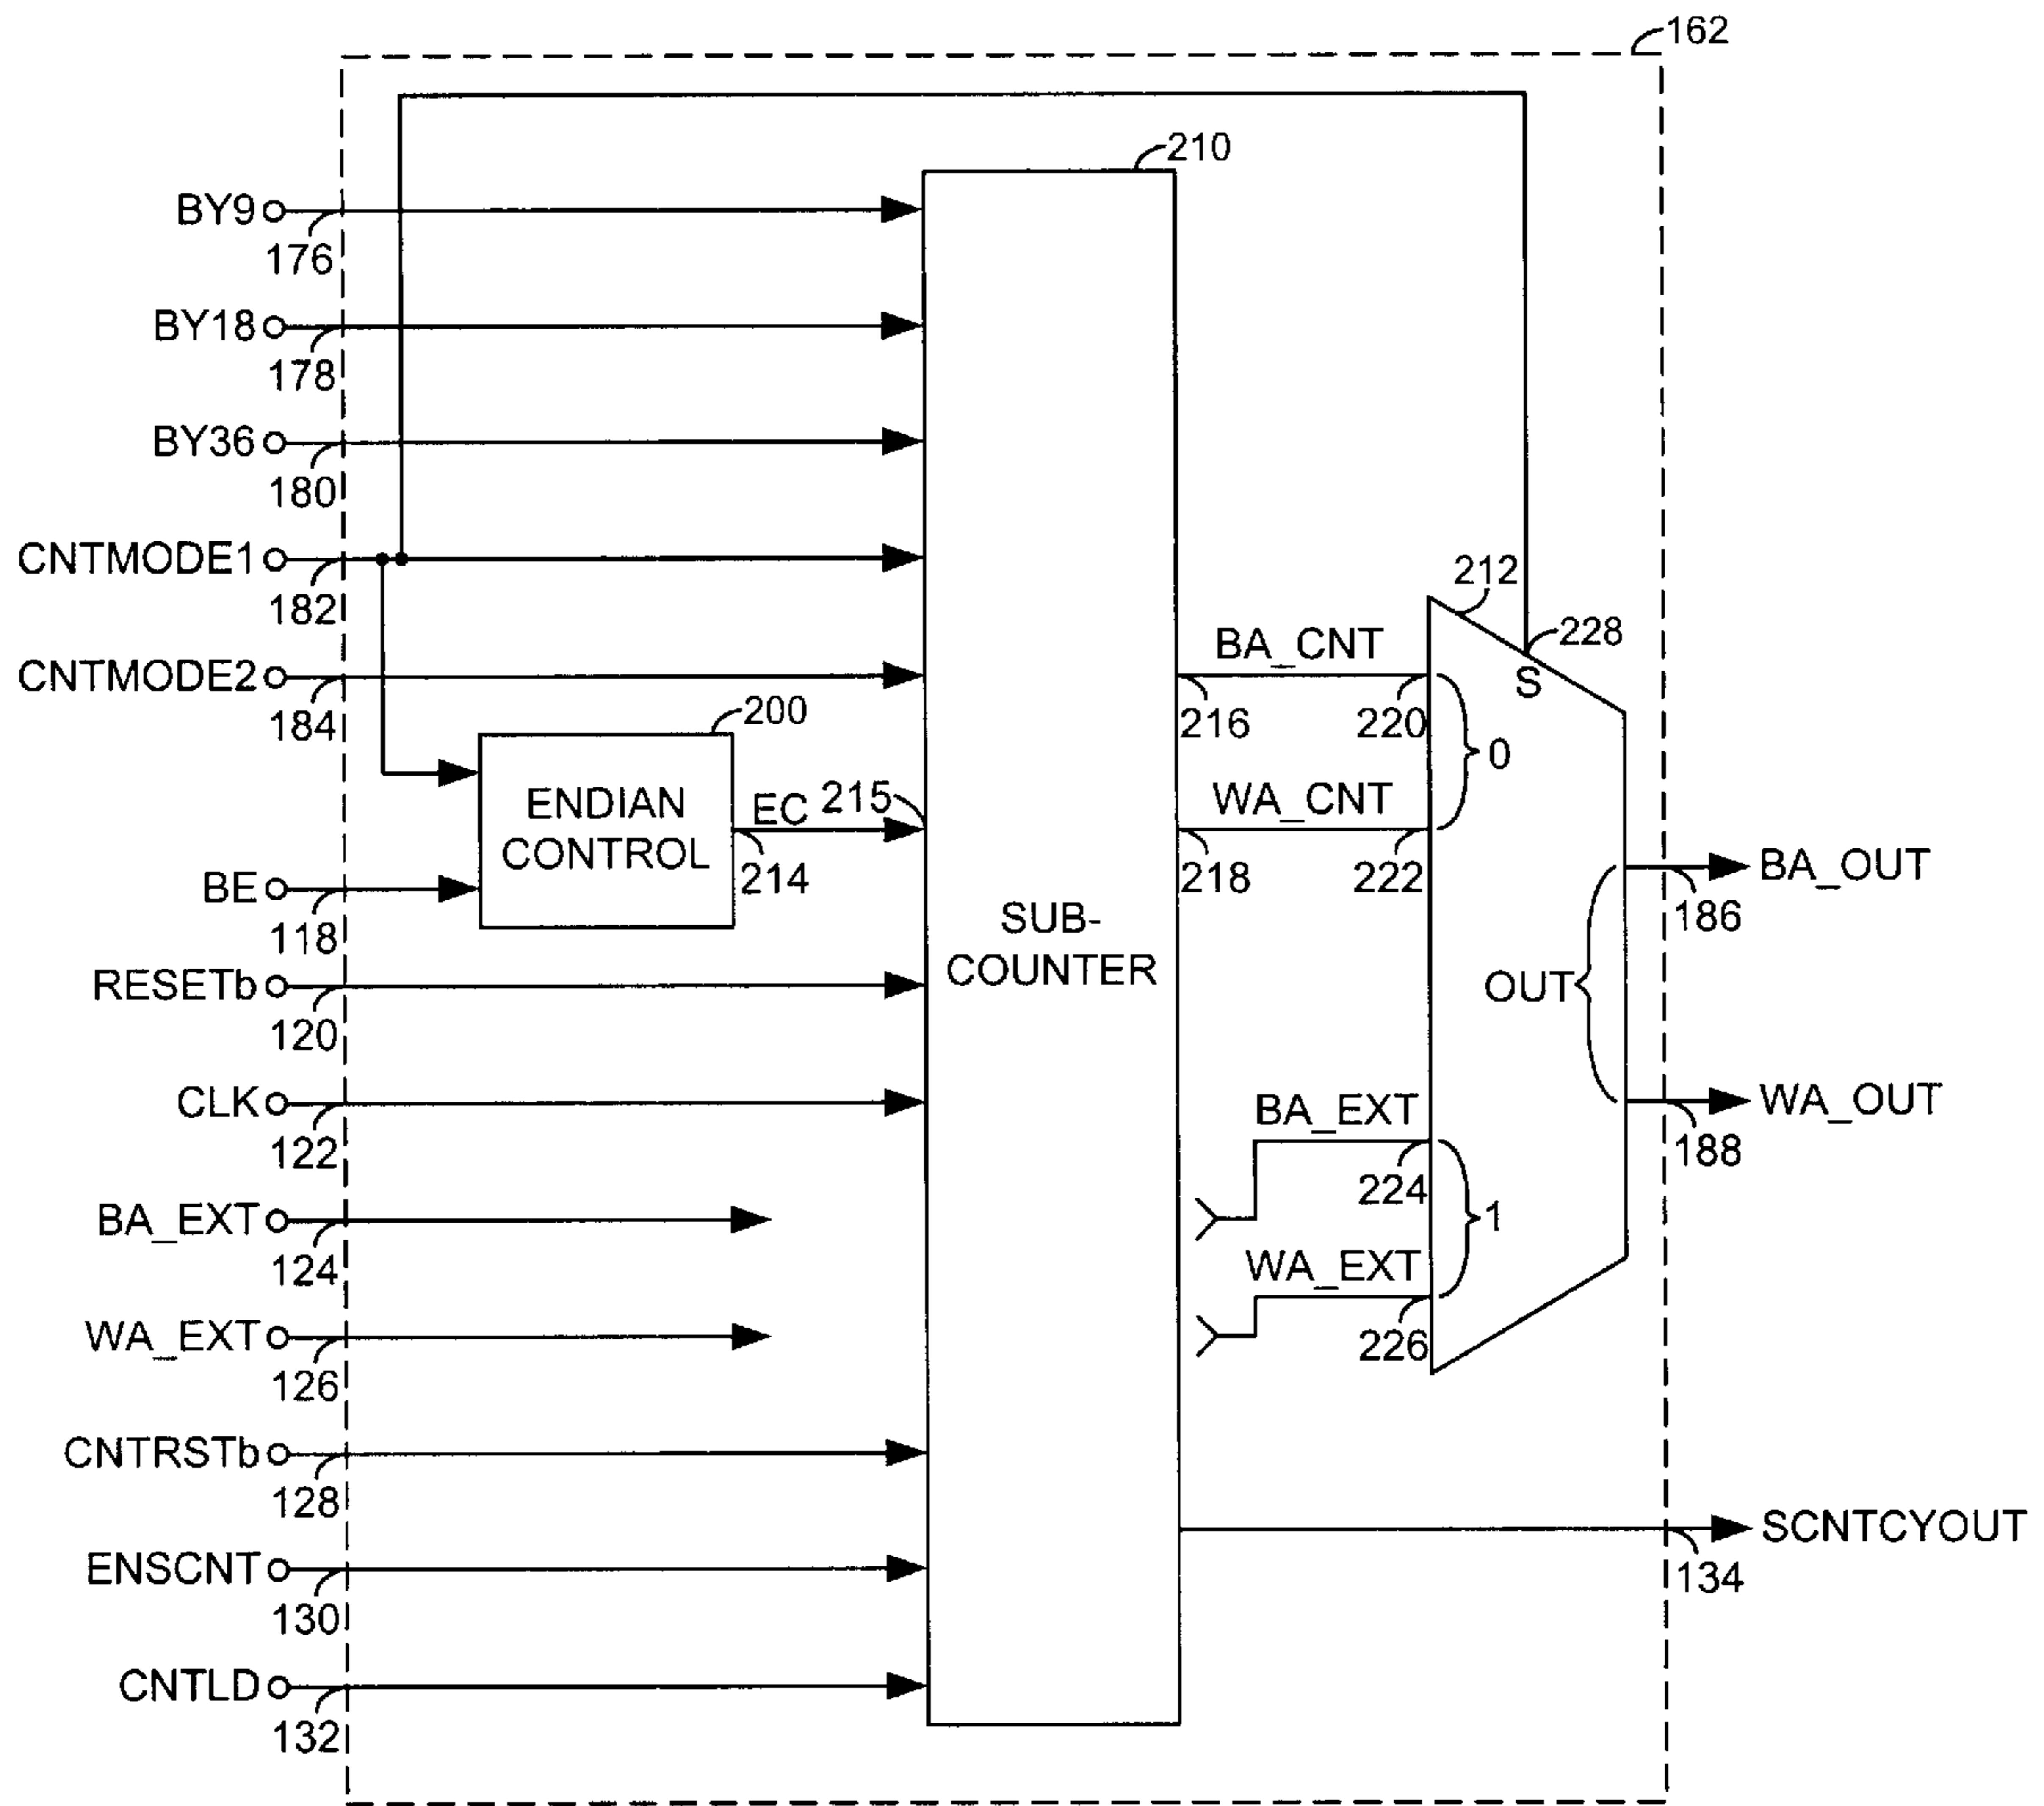 162
210
BY9
176
BY18
178
BY36
180
CNTMODE1
182
212
228
S
CNTMODE2
184
BA_CNT
216
220
0
200
ENDIAN
CONTROL
EC
215
214
WA_CNT
218
222
BE
118
SUB-
COUNTER
BA_OUT
186
OUT
RESETb
120
CLK
122
BA_EXT
224
WA_OUT
188
BA_EXT
124
1
WA_EXT
226
WA_EXT
126
CNTRSTb
128
SCNTCYOUT
134
ENSCNT
130
CNTLD
132